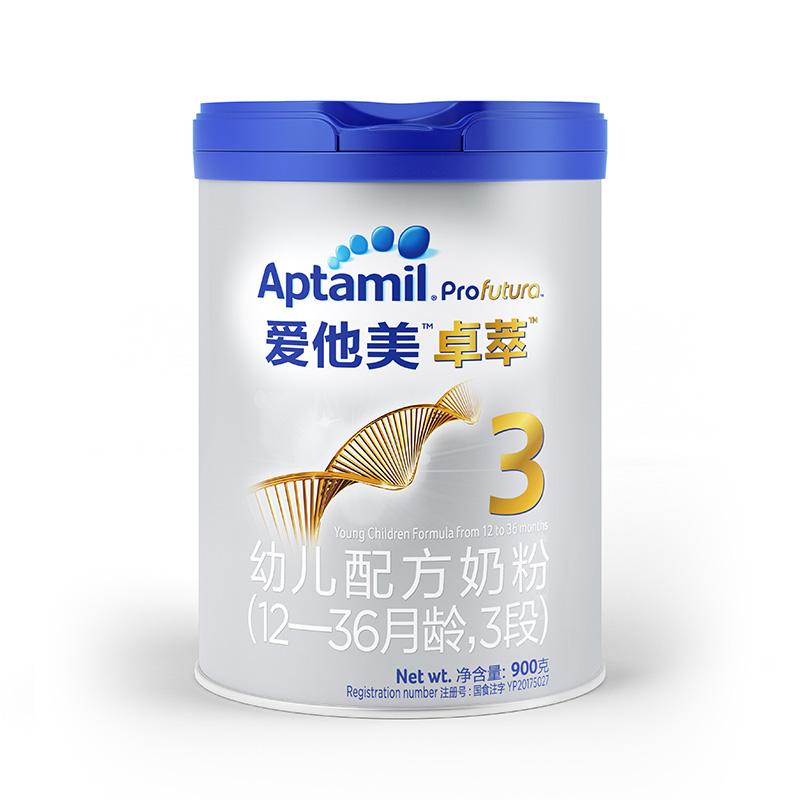 Aptamil® Profutura™
爱他美™ 卓萃™
3
Young Children Formula from 12 to 36 months
幼儿配方奶粉
(12—36月龄,3段)
Net wt. 净含量: 900克
Registration number 注册号:国食注字 YP20175027